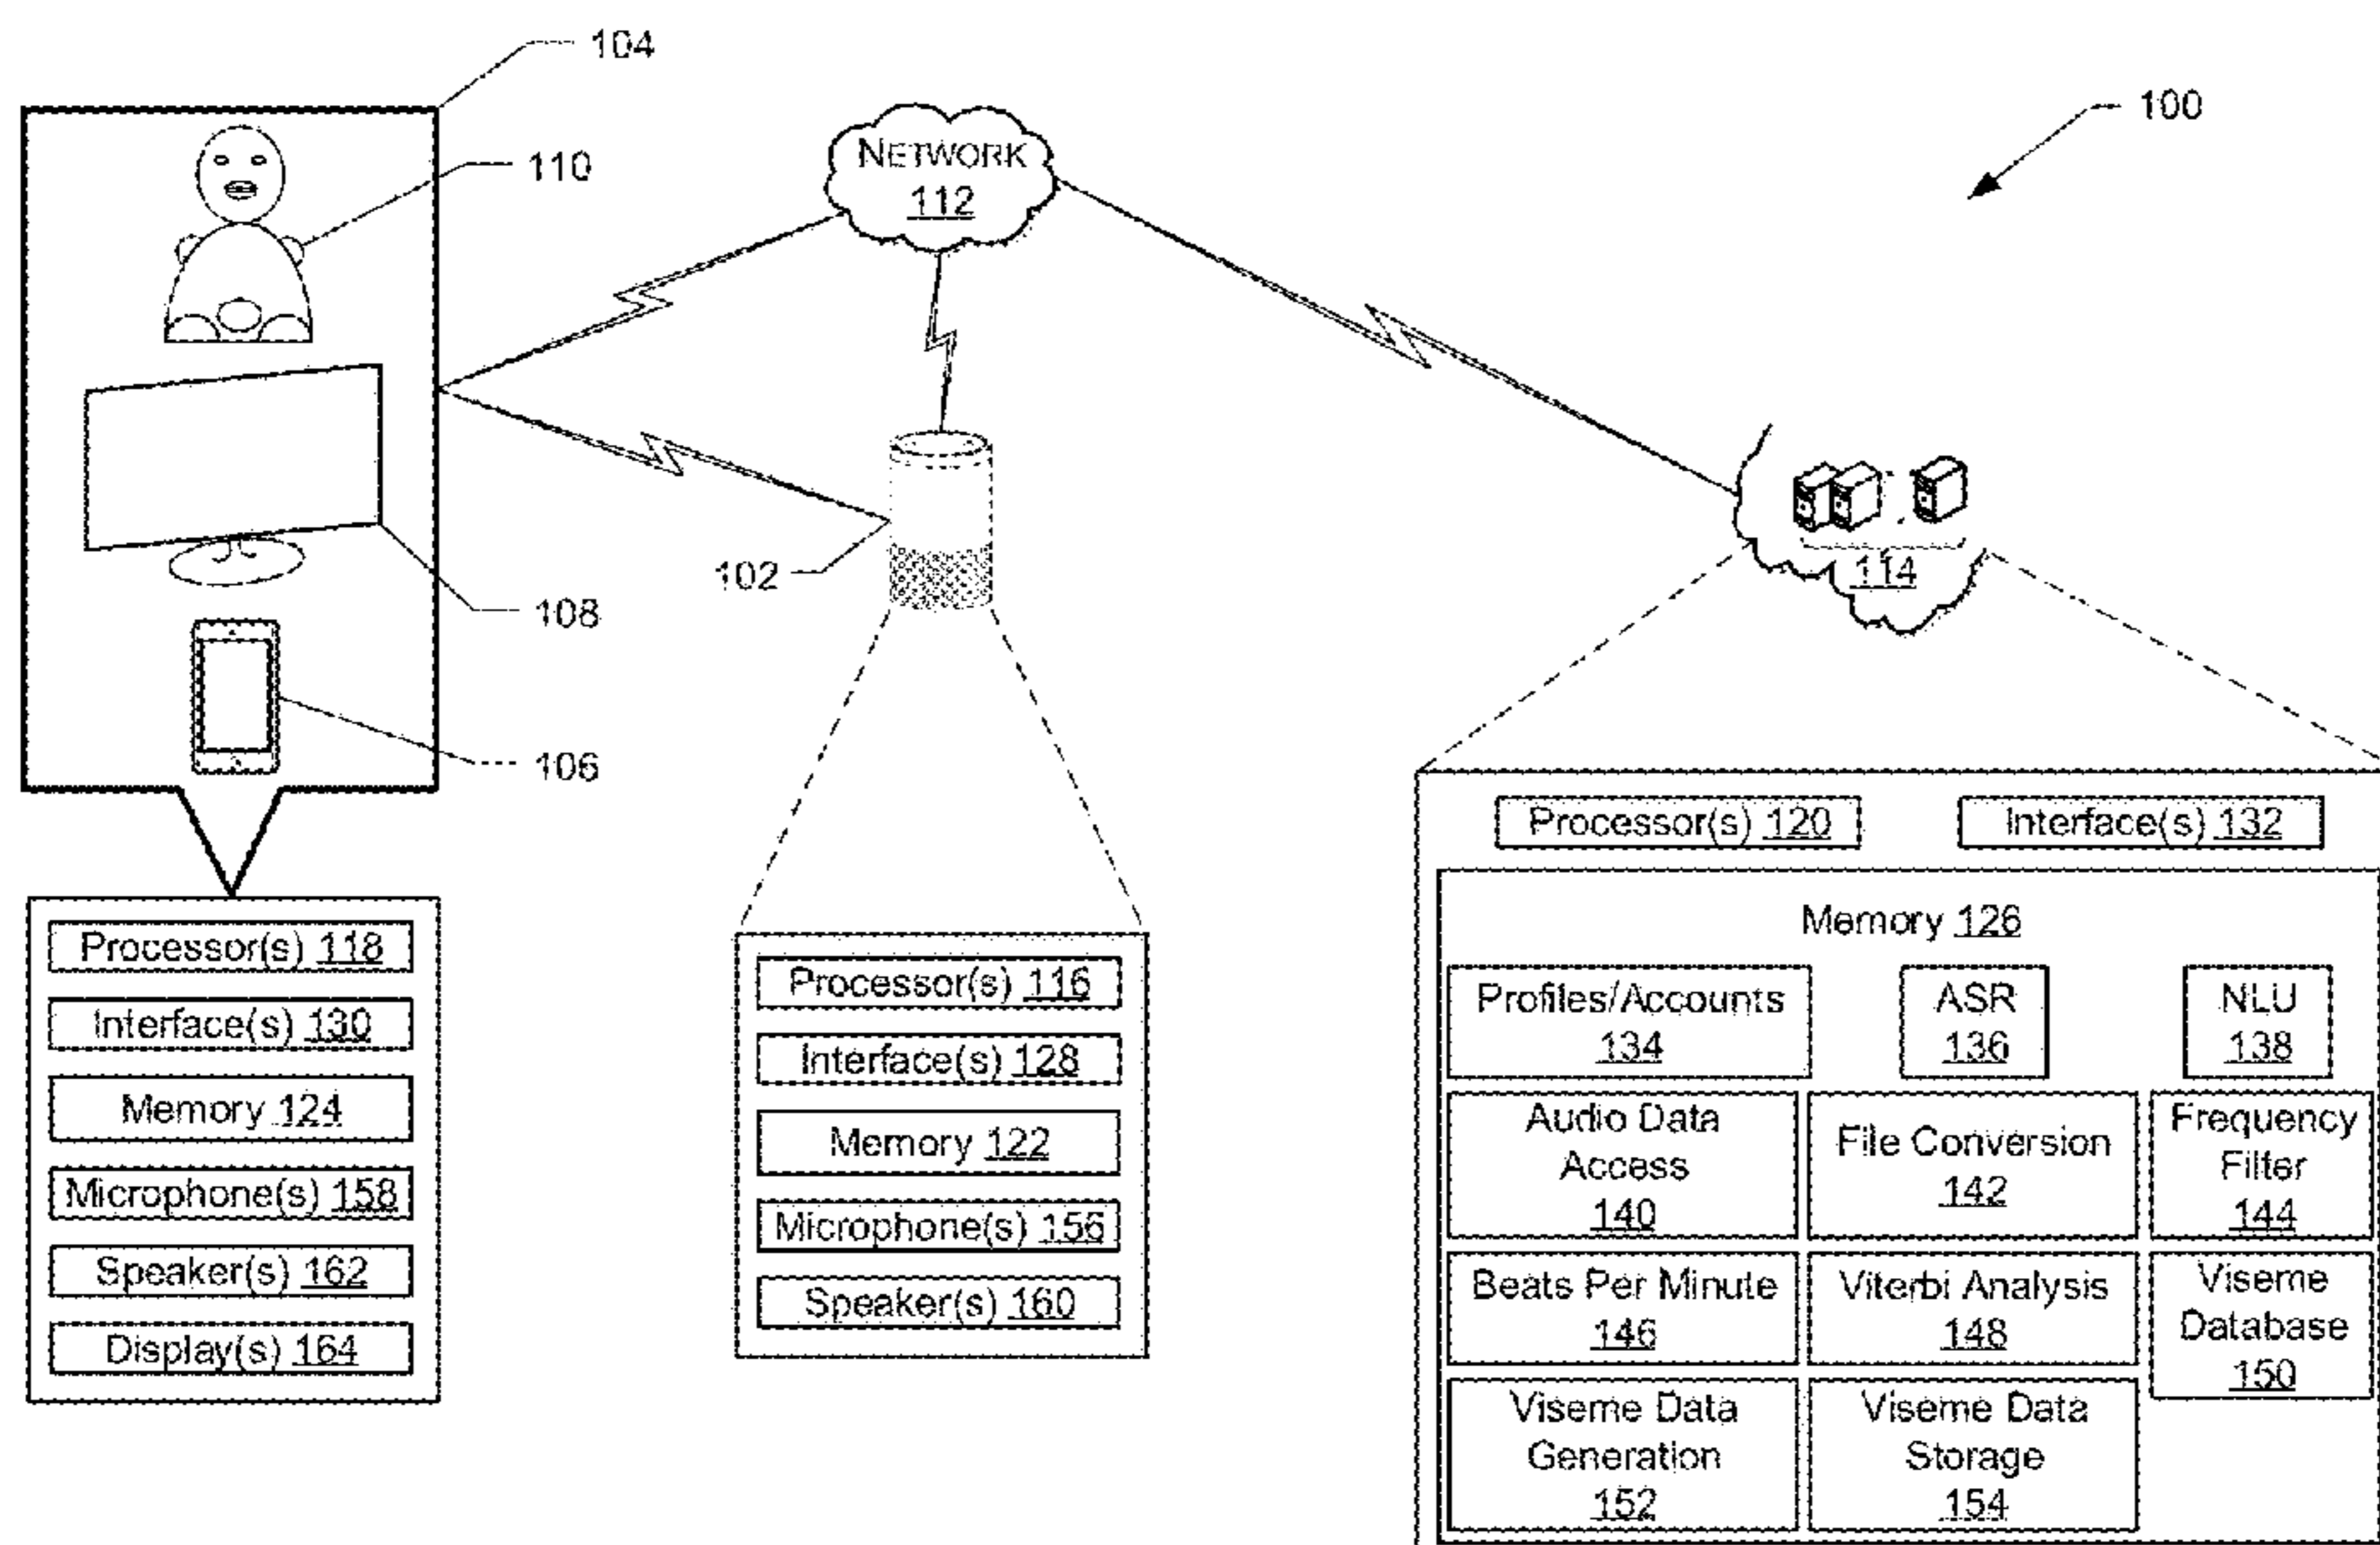 104
100
110
NETWORK
112
102
108
114
106
Processor(s) 118
Interface(s) 130
Memory 124
Microphone(s) 158
Speaker(s) 162
Display(s) 164
Processor(s) 116
Interface(s) 128
Memory 122
Microphone(s) 156
Speaker(s) 160
Processor(s) 120
Interface(s) 132
Memory 126
Profiles/Accounts
134
ASR
136
NLU
138
Audio Data
Access
140
File Conversion
142
Frequency
Filter
144
Beats Per Minute
146
Viterbi Analysis
148
Viseme
Database
150
Viseme Data
Generation
152
Viseme Data
Storage
154